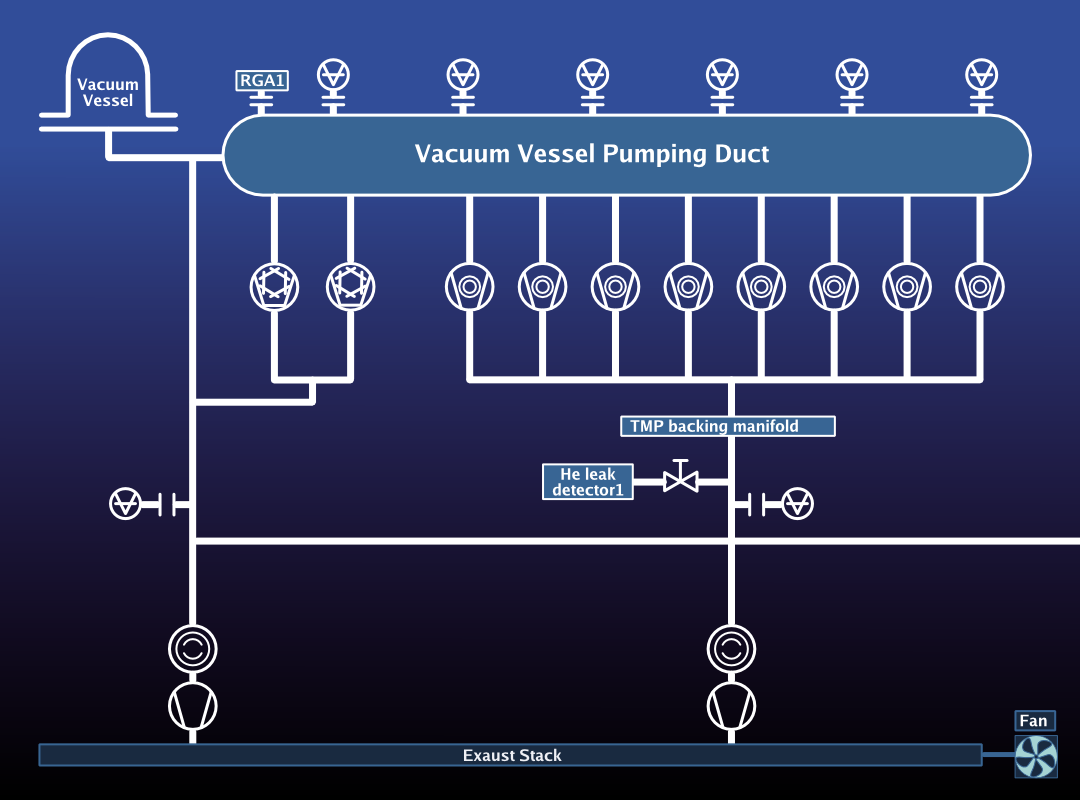 Vacuum
Vessel
RGA1
Vacuum Vessel Pumping Duct
TMP backing manifold
He leak
detector1
Fan
Exaust Stack